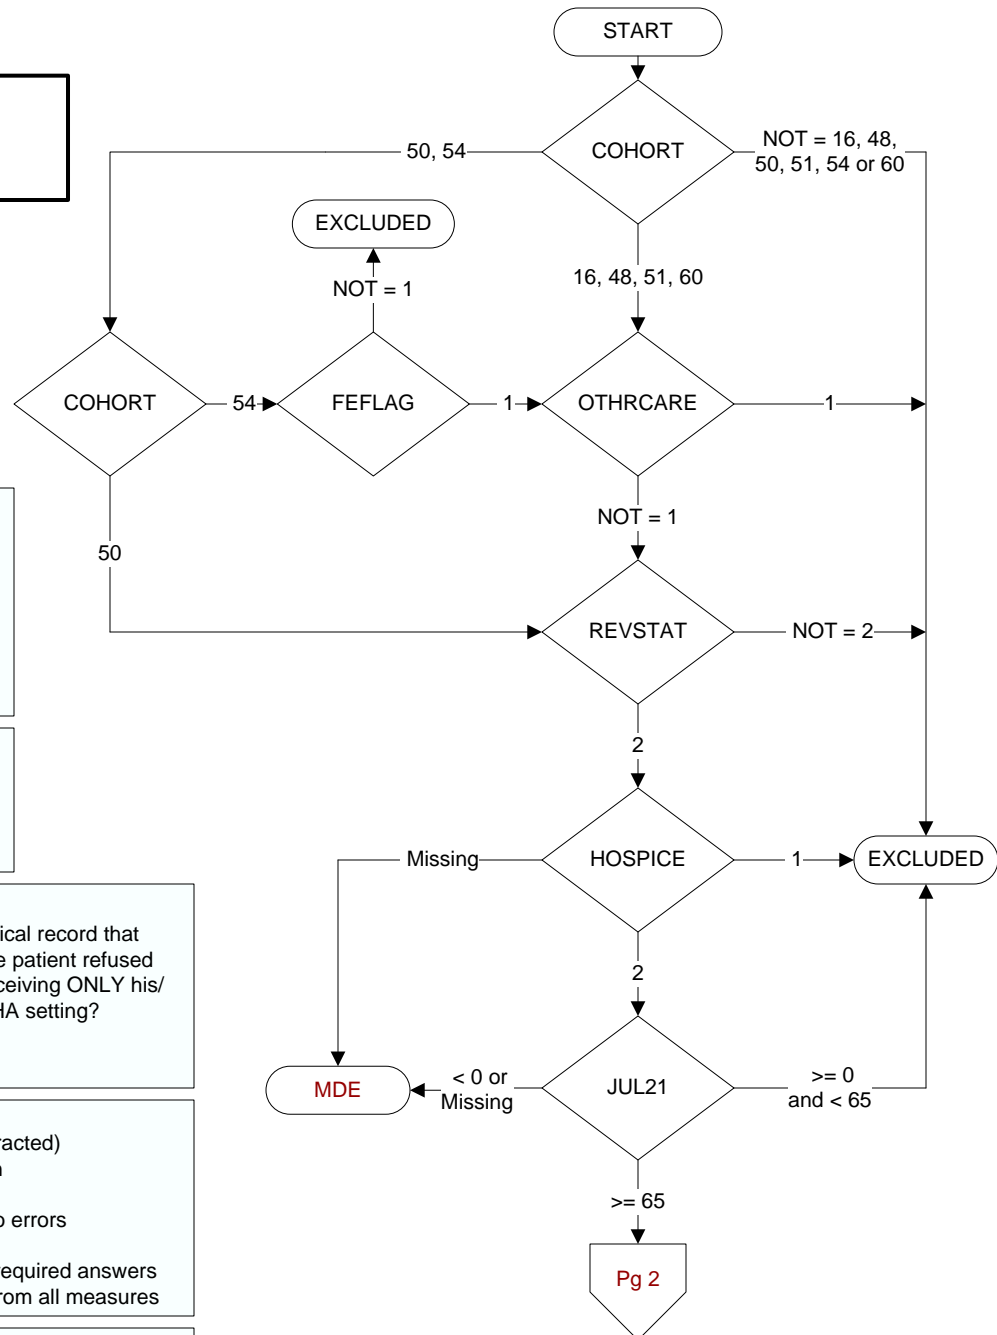 START
COHORT
50, 54
NOT = 16, 48,
50, 51, 54 or 60
EXCLUDED
NOT = 1
16, 48, 51, 60
COHORT
54
FEFLAG
1
OTHRCARE
1
NOT = 1
50
REVSTAT
NOT = 2
2
Missing
HOSPICE
1
EXCLUDED
ical record that
e patient refused
ceiving ONLY his/
HA setting?
2
MDE
< 0 or
Missing
JUL21
>= 0
and < 65
racted)
n
o errors
required answers
from all measures
>= 65
Pg 2